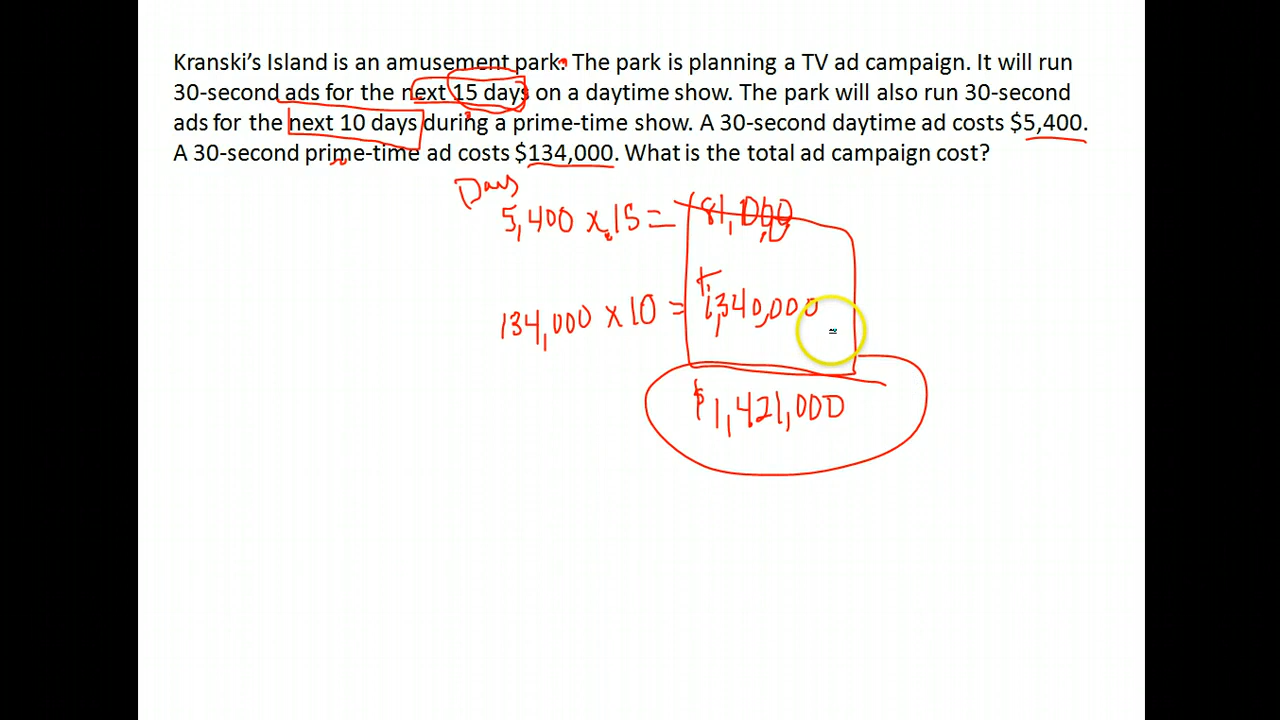 Kranski's Island is an amusement park. The park is planning a TV ad campaign. It will run
30-second ads for the next 15 days on a daytime show. The park will also run 30-second
ads for the next 10 days during a prime-time show. A 30-second daytime ad costs $5,400.
A 30-second prime-time ad costs $134,000. What is the total ad campaign cost?
Days
5,400 x 15 = 81,000
+
134,000 x 10 = 1,340,000
$1,421,000